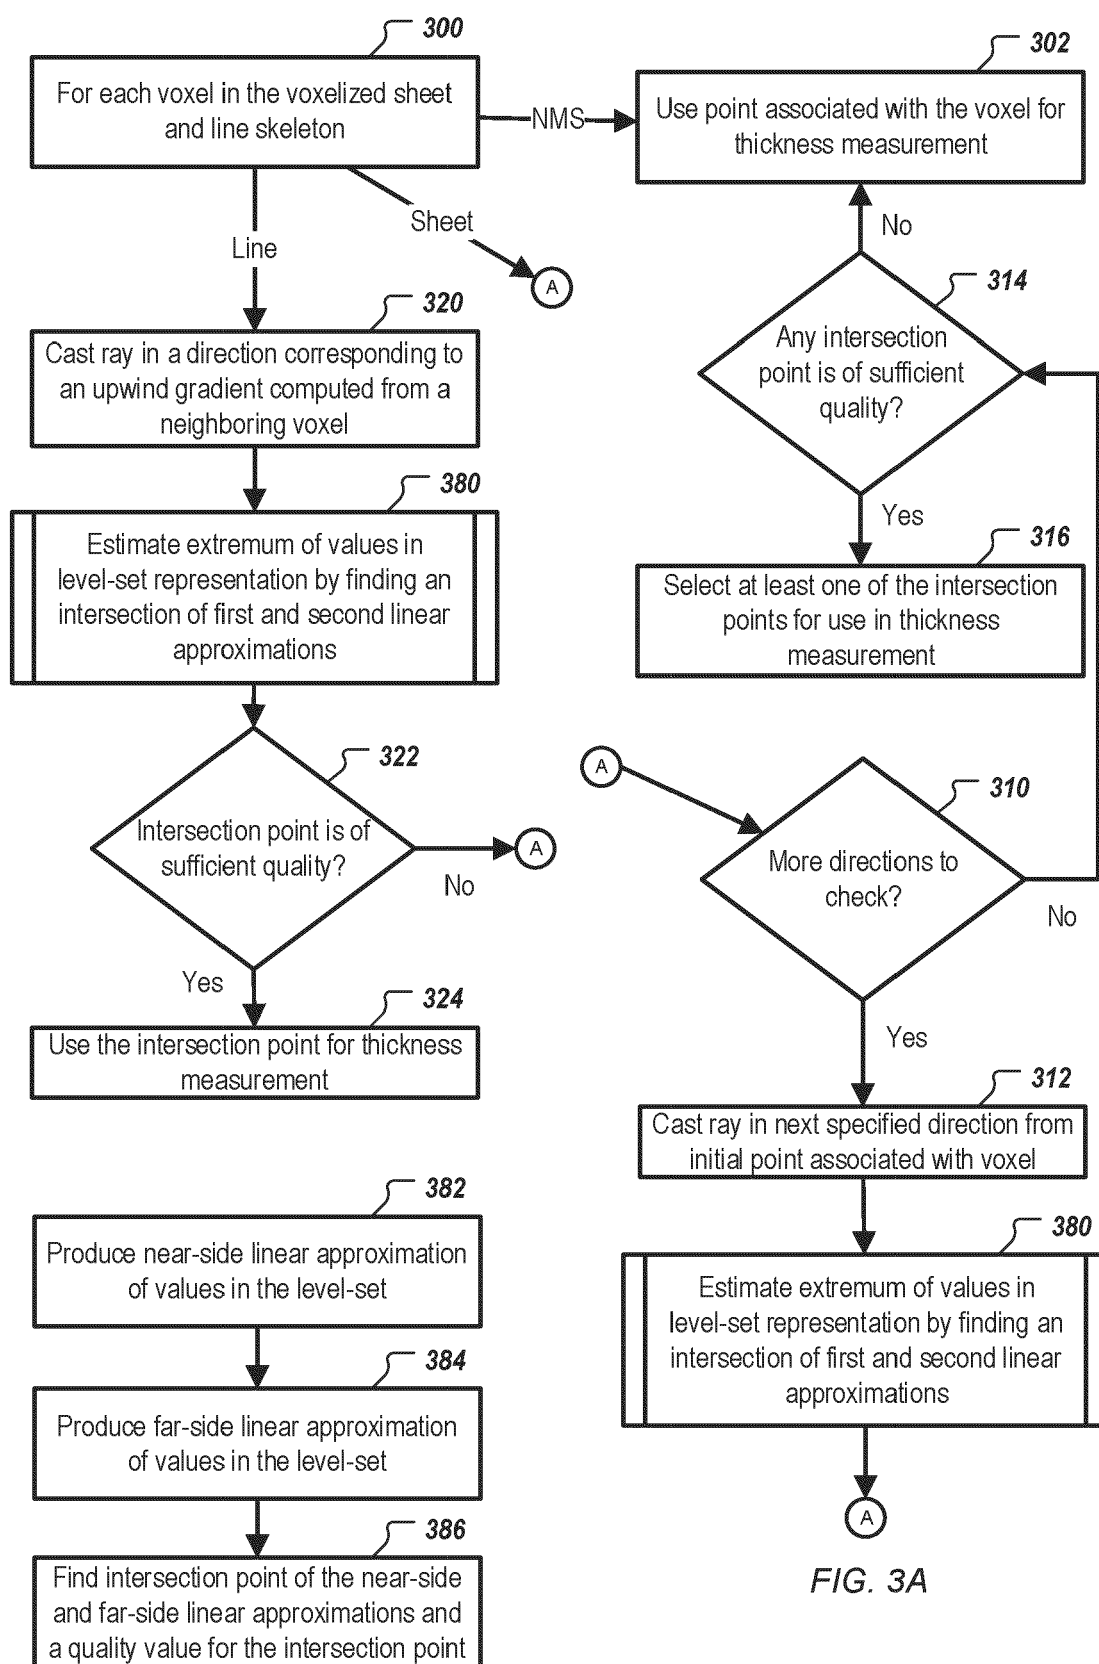 300
For each voxel in the voxelized sheet
and line skeleton
NMS
302
Use point associated with the voxel for
thickness measurement
Line
Sheet
A
No
320
Cast ray in a direction corresponding to
an upwind gradient computed from a
neighboring voxel
314
Any intersection
point is of sufficient
quality?
Yes
380
Estimate extremum of values in
level-set representation by finding an
intersection of first and second linear
approximations
316
Select at least one of the intersection
points for use in thickness
measurement
322
Intersection point is of
sufficient quality?
No
A
Yes
324
Use the intersection point for thickness
measurement
A
310
More directions to
check?
No
Yes
312
Cast ray in next specified direction from
initial point associated with voxel
380
Estimate extremum of values in
level-set representation by finding an
intersection of first and second linear
approximations
A
382
Produce near-side linear approximation
of values in the level-set
384
Produce far-side linear approximation
of values in the level-set
386
Find intersection point of the near-side
and far-side linear approximations and
a quality value for the intersection point
FIG. 3A